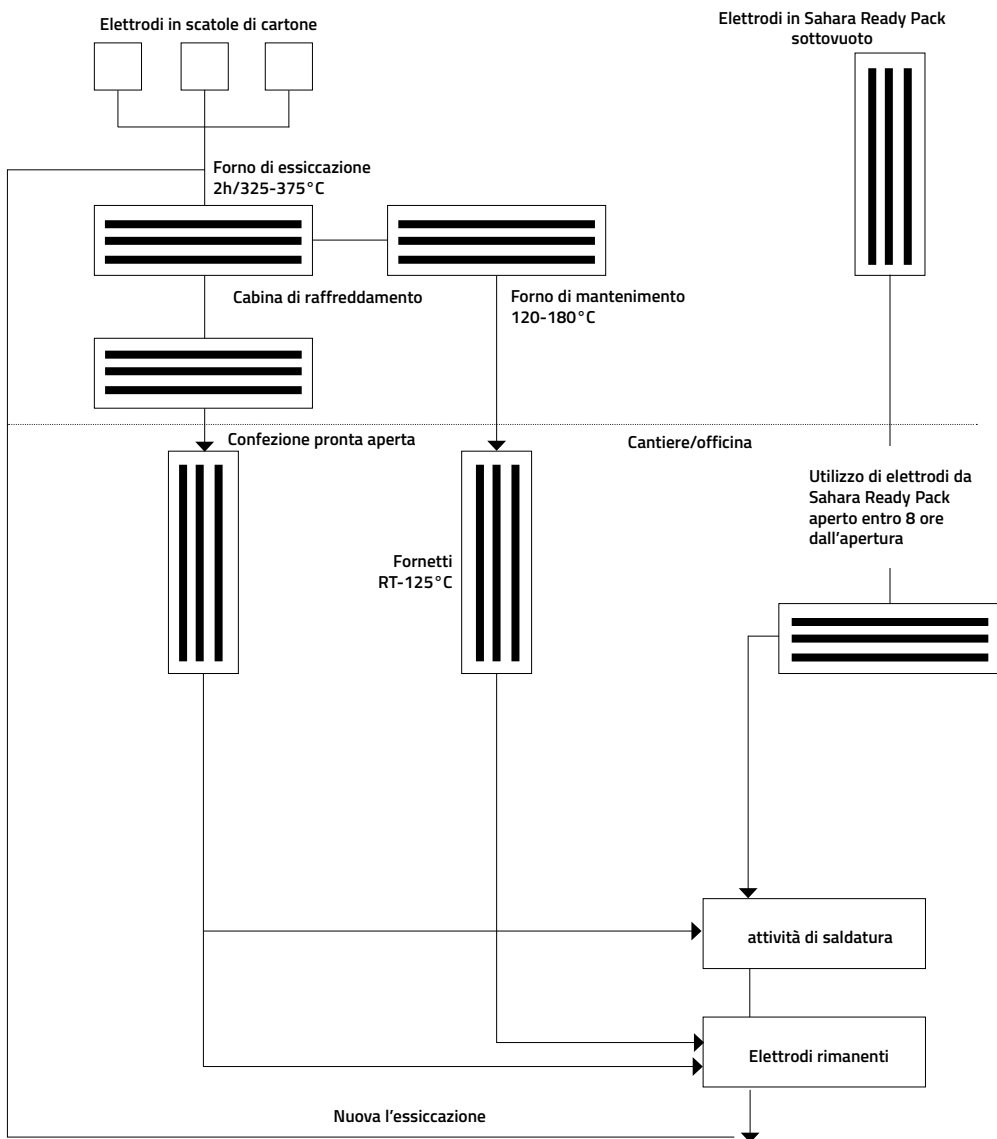 Elettrodi in scatole di cartone
Elettrodi in Sahara Ready Pack
sottovuoto
Forno di essiccazione
2h/325-375°C
Cabina di raffreddamento
Forno di mantenimento
120-180°C
Confezione pronta aperta
Cantiere/officina
Utilizzo di elettrodi da
Sahara Ready Pack
aperto entro 8 ore
dall'apertura
Fornetti
RT-125°C
attività di saldatura
Elettrodi rimanenti
Nuova l'essiccazione